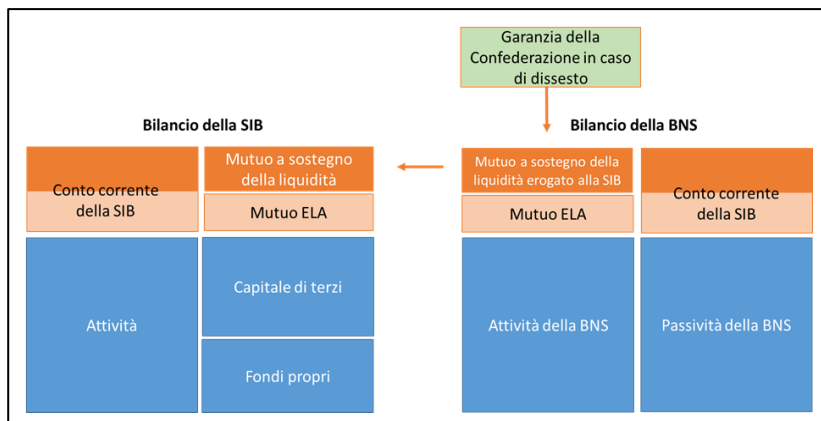 Garanzia della
Confederazione in caso
di dissesto
Bilancio della SIB
Bilancio della BNS
Conto corrente
della SIB
Mutuo a sostegno
della liquidità
Mutuo ELA
Attività
Capitale di terzi
Fondi propri
Mutuo a sostegno della
liquidità erogato alla SIB
Mutuo ELA
Conto corrente
della SIB
Attività della BNS
Passività della BNS